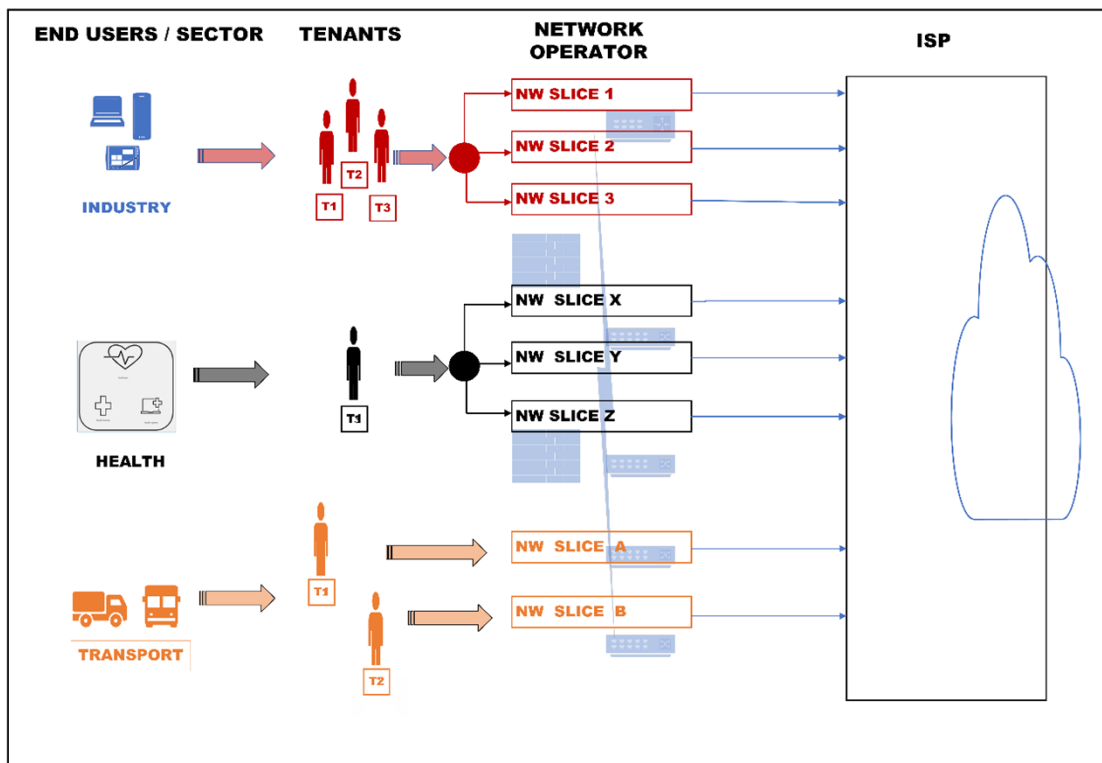 END USERS / SECTOR
TENANTS
NETWORK
OPERATOR
ISP
INDUSTRY
T1
T2
T3
NW SLICE 1
NW SLICE 2
NW SLICE 3
HEALTH
T1
NW SLICE X
NW SLICE Y
NW SLICE Z
TRANSPORT
T1
T2
NW SLICE A
NW SLICE B